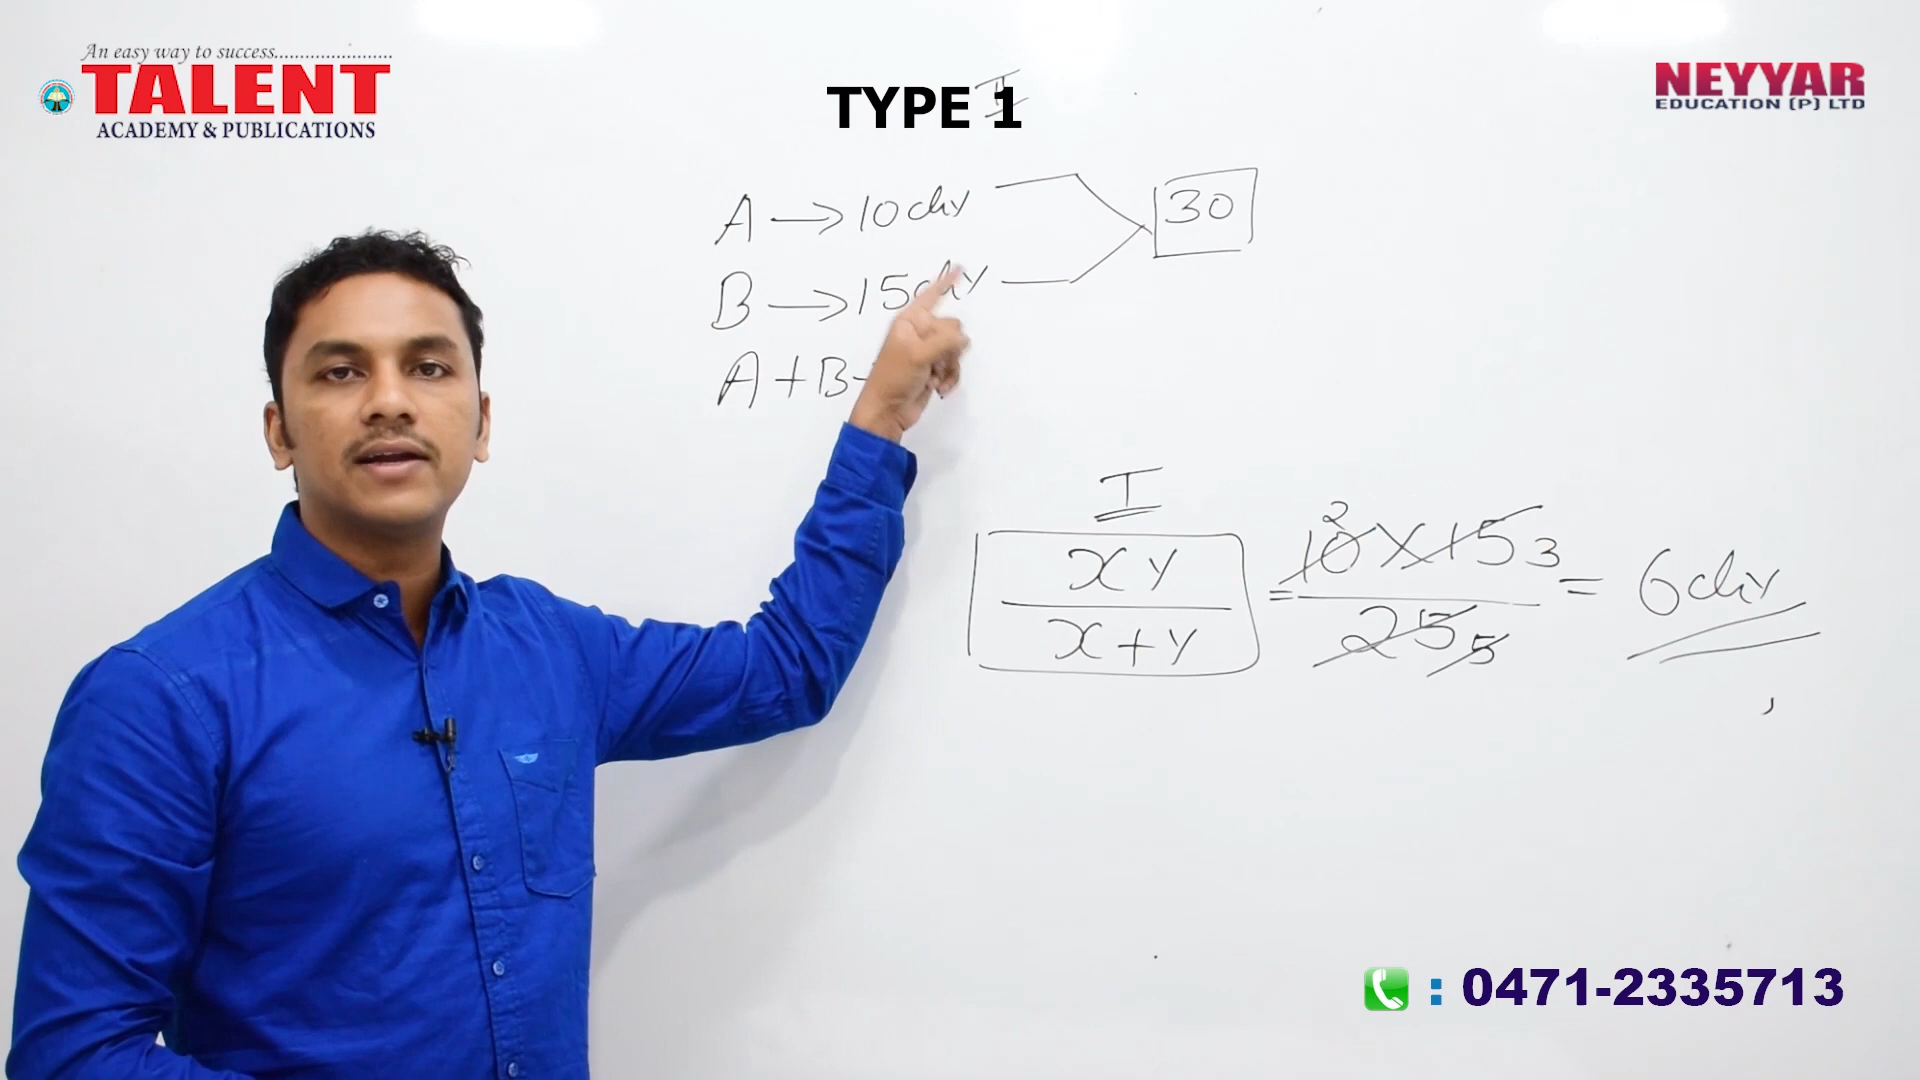 An easy way to success........................
TALENT
ACADEMY & PUBLICATIONS
NEYYAR
EDUCATION (P) LTD
TYPE 1
II
A → 10 day
30
B → 15 day
A + B
I
xy
x + y
= 10 x 15
25
2
3
5
= 6 day
: 0471-2335713